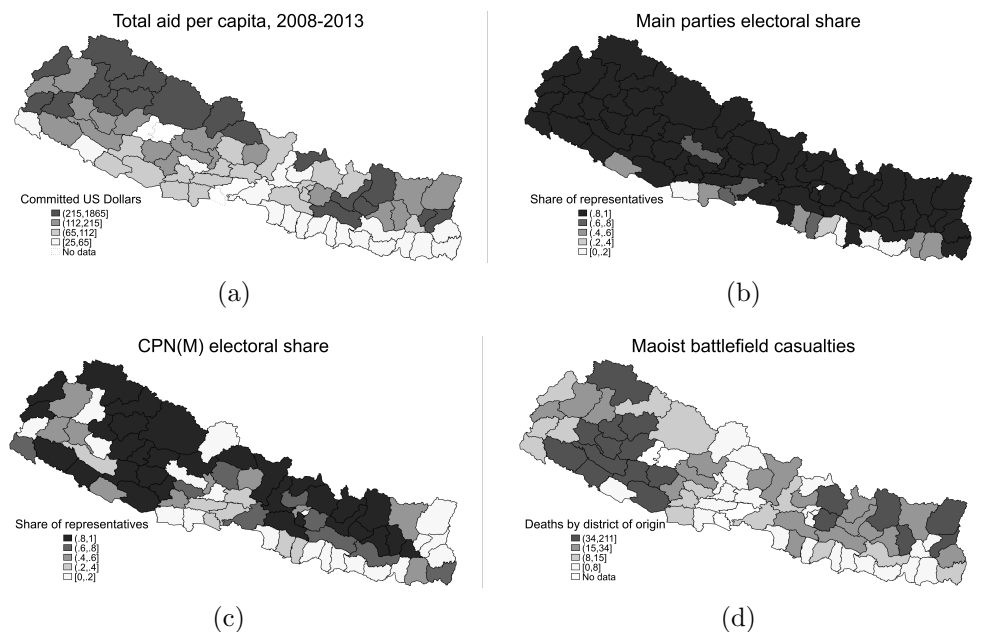 Total aid per capita, 2008-2013
Committed US Dollars
(215,1865]
(112,215]
(65,112]
[25,65]
No data
(a)
Main parties electoral share
Share of representatives
(.8,1]
(.6,.8]
(.4,.6]
(.2,.4]
[0,.2]
(b)
CPN(M) electoral share
Share of representatives
(.8,1]
(.6,.8]
(.4,.6]
(.2,.4]
[0,.2]
(c)
Maoist battlefield casualties
Deaths by district of origin
(34,211]
(15,34]
(8,15]
[0,8]
No data
(d)